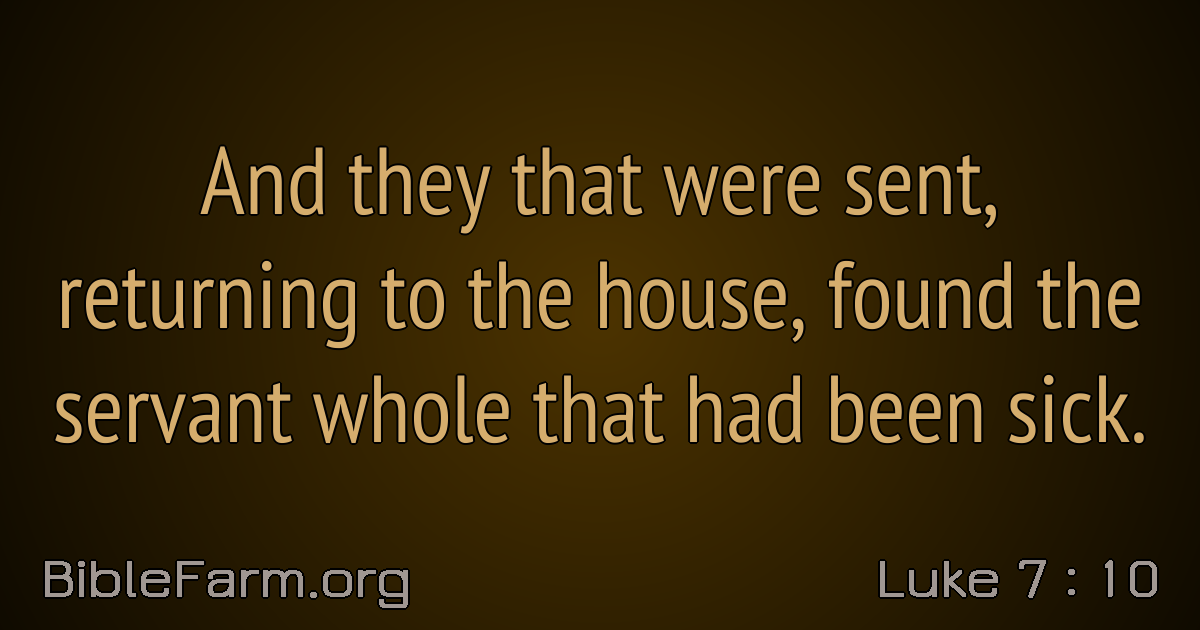 And they that were sent,
returning to the house, found the
servant whole that had been sick.
BibleFarm.org
Luke 7 : 10